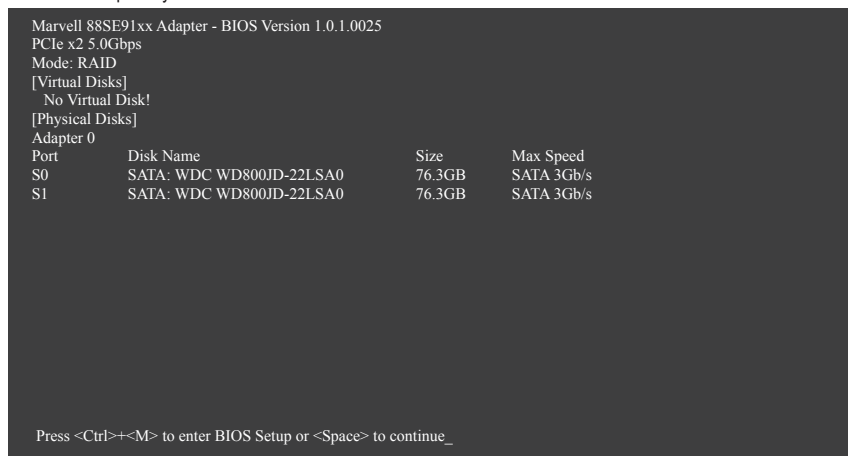 Marvell 88SE91xx Adapter - BIOS Version 1.0.1.0025
PCIe x2 5.0Gbps
Mode: RAID
[Virtual Disks]
No Virtual Disk!
[Physical Disks]
Adapter 0
Port Disk Name Size Max Speed
S0 SATA: WDC WD800JD-22LSA0 76.3GB SATA 3Gb/s
S1 SATA: WDC WD800JD-22LSA0 76.3GB SATA 3Gb/s
Press <Ctrl>+<M> to enter BIOS Setup or <Space> to continue_